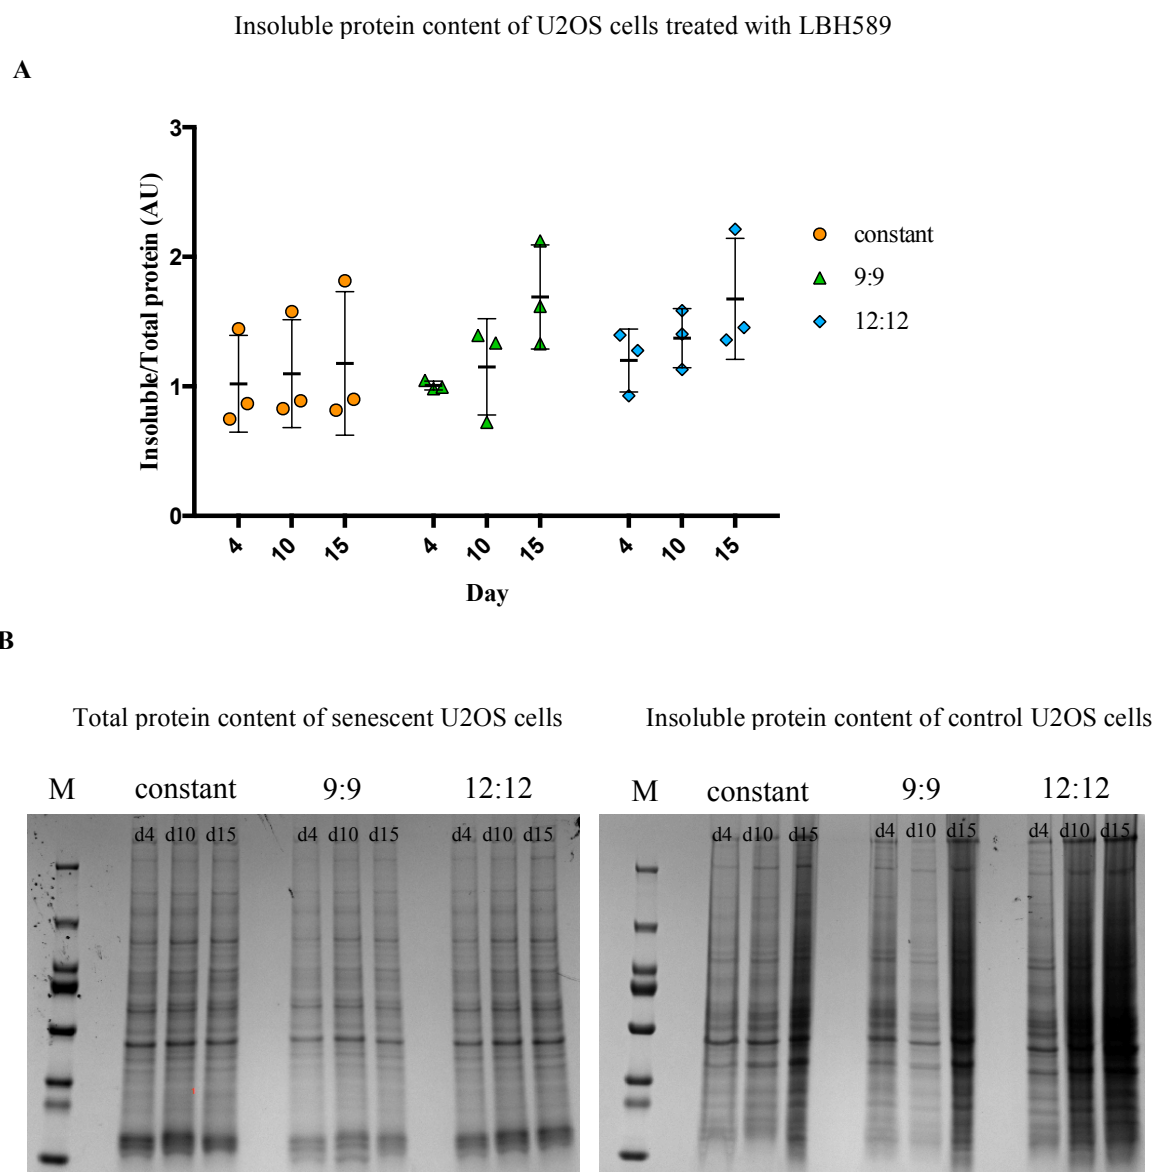 Insoluble protein content of U2OS cells treated with LBH589
A
3
2
1
0
Insoluble/Total protein (AU)
constant
9:9
12:12
4 10 15 4 10 15 4 10 15
Day
B
Total protein content of senescent U2OS cells
Insoluble protein content of control U2OS cells
M constant 9:9 12:12
d4 d10 d15 d4 d10 d15 d4 d10 d15
M constant 9:9 12:12
d4 d10 d15 d4 d10 d15 d4 d10 d15